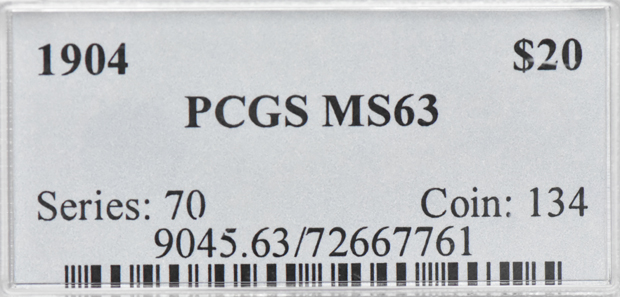 1904 $20
PCGS MS63
Series: 70 Coin: 134
9045.63/72667761